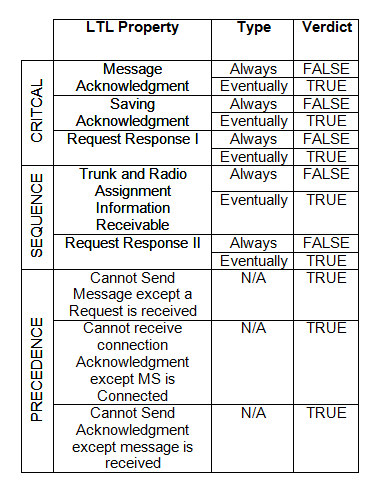 LTL Property Type Verdict
CRITCAL
Message Always FALSE
Acknowledgment Eventually TRUE
Saving Always FALSE
Acknowledgment Eventually TRUE
Request Response I Always FALSE
Eventually TRUE
SEQUENCE
Trunk and Radio Always FALSE
Assignment Eventually TRUE
Information
Receivable
Request Response II Always FALSE
Eventually TRUE
PRECEDENCE
Cannot Send N/A TRUE
Message except a
Request is received
Cannot receive N/A TRUE
connection
Acknowledgment
except MS is
Connected
Cannot Send N/A TRUE
Acknowledgment
except message is
received